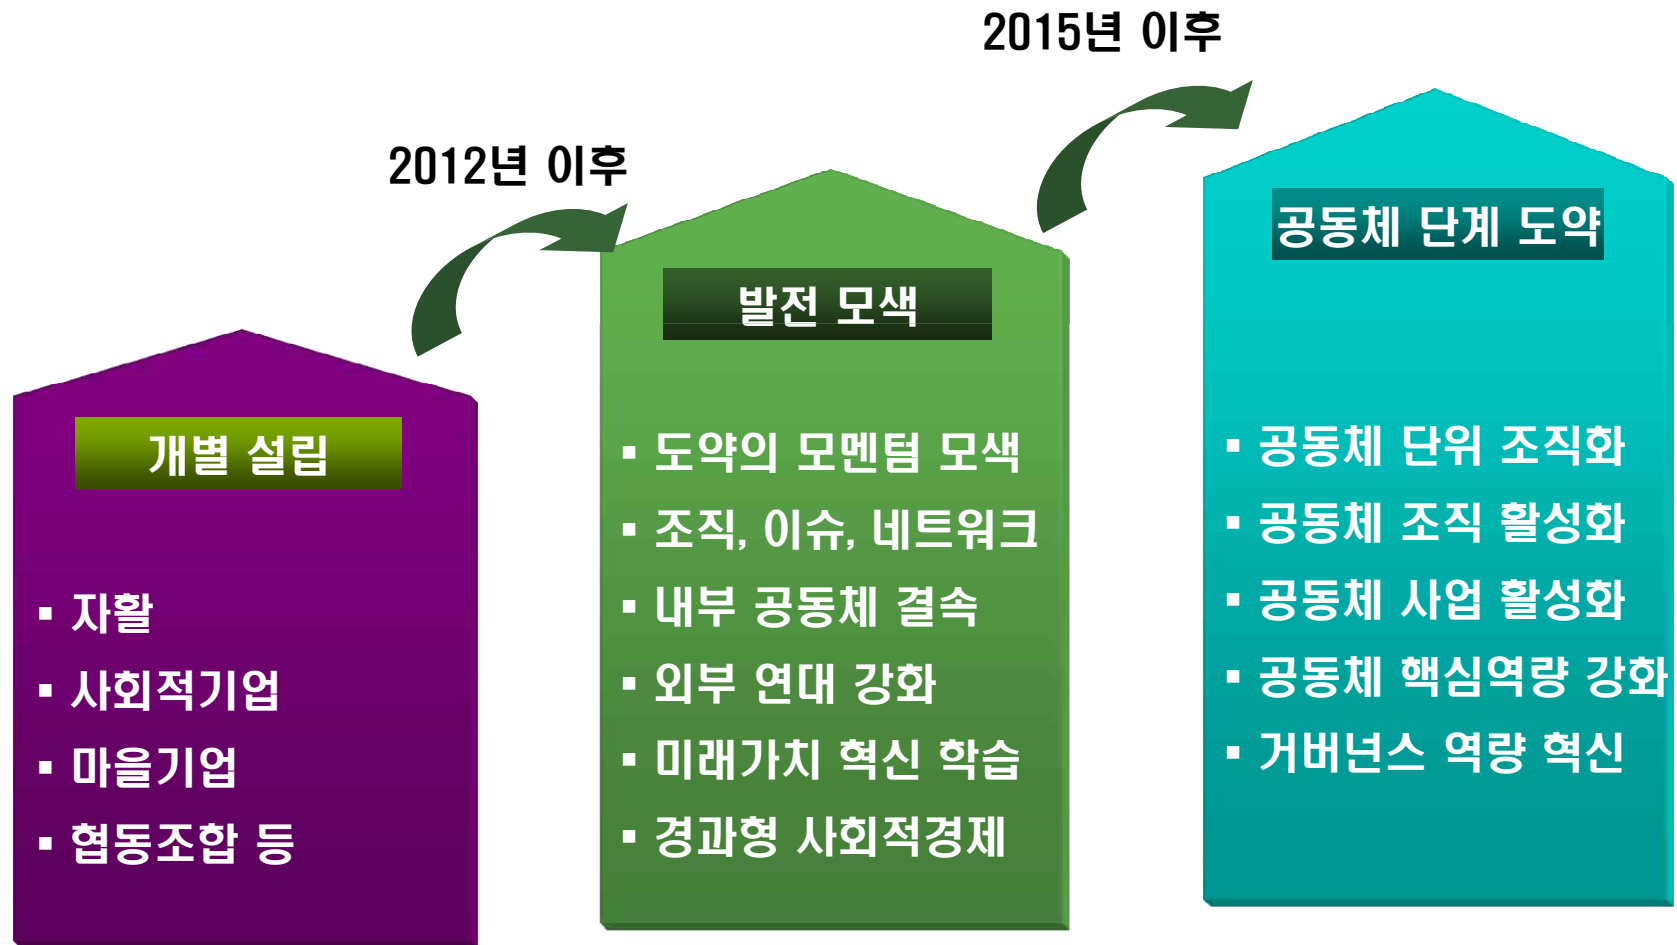 2015년 이후
2012년 이후
개별 설립
▪ 자활
▪ 사회적기업
▪ 마을기업
▪ 협동조합 등
발전 모색
▪ 도약의 모멘텀 모색
▪ 조직, 이슈, 네트워크
▪ 내부 공동체 결속
▪ 외부 연대 강화
▪ 미래가치 혁신 학습
▪ 경과형 사회적경제
공동체 단계 도약
▪ 공동체 단위 조직화
▪ 공동체 조직 활성화
▪ 공동체 사업 활성화
▪ 공동체 핵심역량 강화
▪ 거버넌스 역량 혁신